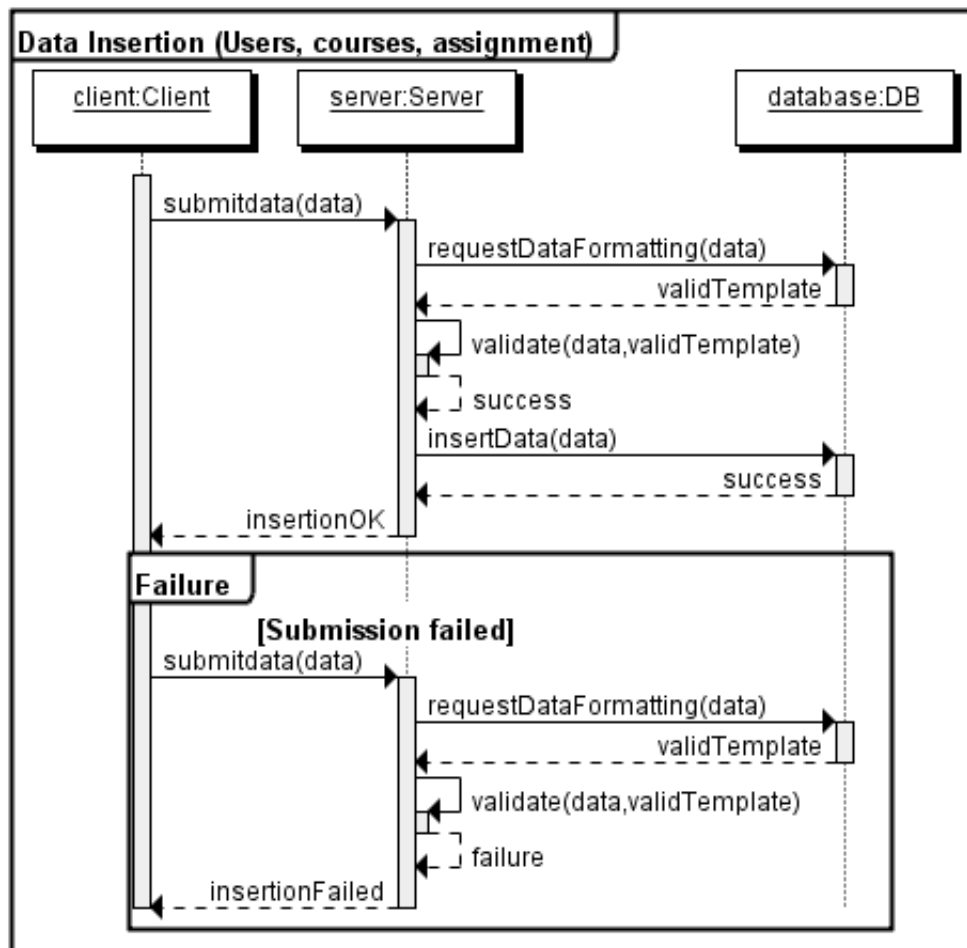 Data Insertion (Users, courses, assignment)
client:Client
server:Server
database:DB
submitdata(data)
requestDataFormatting(data)
validTemplate
validate(data,validTemplate)
success
insertData(data)
success
insertionOK
Failure
[Submission failed]
submitdata(data)
requestDataFormatting(data)
validTemplate
validate(data,validTemplate)
failure
insertionFailed